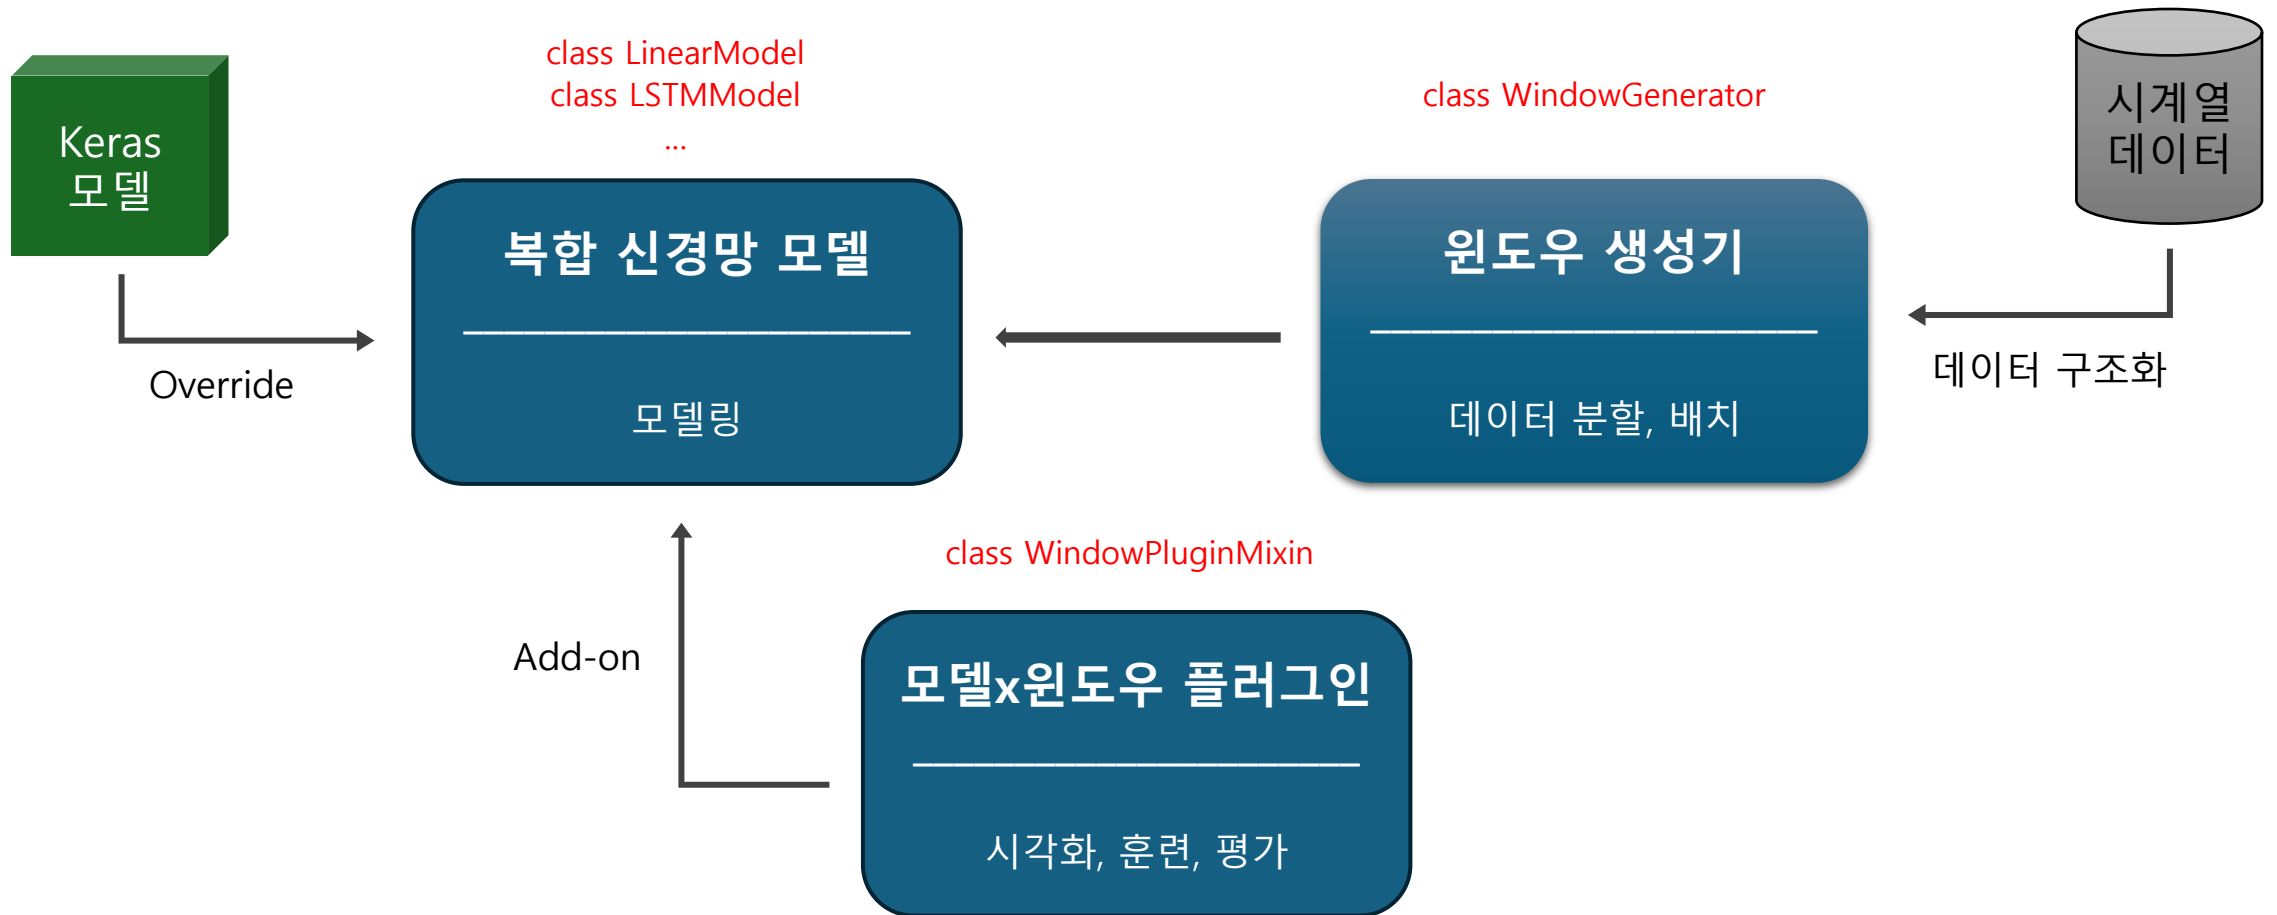 Keras
모델
Override
class LinearModel
class LSTMModel
...
복합 신경망 모델
모델링
class WindowGenerator
윈도우 생성기
데이터 분할, 배치
시계열
데이터
데이터 구조화
Add-on
class WindowPluginMixin
모델x윈도우 플러그인
시각화, 훈련, 평가